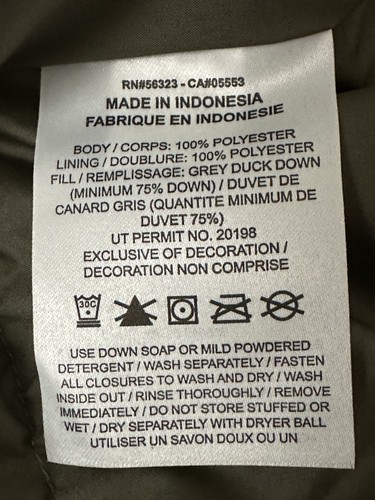 RN#56323 - CA#05553
MADE IN INDONESIA
FABRIQUE EN INDONESIE
BODY / CORPS: 100% POLYESTER
LINING / DOUBLURE: 100% POLYESTER
FILL / REMPLISSAGE: GREY DUCK DOWN
(MINIMUM 75% DOWN) / DUVET DE
CANARD GRIS (QUANTITE MINIMUM DE
DUVET 75%)
UT PERMIT NO. 20198
EXCLUSIVE OF DECORATION /
DECORATION NON COMPRISE
30C
USE DOWN SOAP OR MILD POWDERED
DETERGENT / WASH SEPARATELY / FASTEN
ALL CLOSURES TO WASH AND DRY / WASH
INSIDE OUT / RINSE THOROUGHLY / REMOVE
IMMEDIATELY / DO NOT STORE STUFFED OR
WET / DRY SEPARATELY WITH DRYER BALL
UTILISER UN SAVON DOUX OU UN